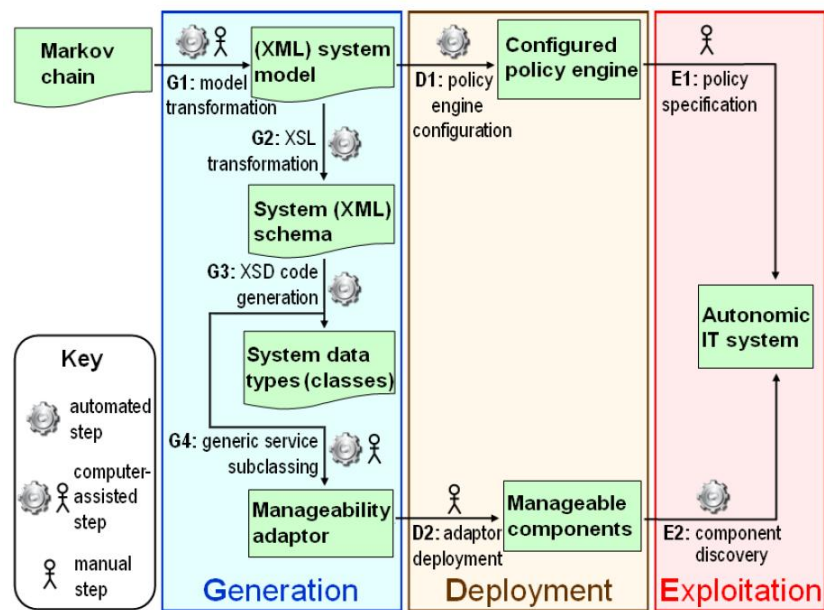 Markov
chain
G1: model
transformation
(XML) system
model
D1: policy
engine
configuration
Configured
policy engine
E1: policy
specification
G2: XSL
transformation
System (XML)
schema
G3: XSD code
generation
System data
types (classes)
G4: generic service
subclassing
Manageability
adaptor
D2: adaptor
deployment
Manageable
components
E2: component
discovery
Autonomic
IT system
Key
automated
step
computer-
assisted
step
manual
step
Generation
Deployment
Exploitation